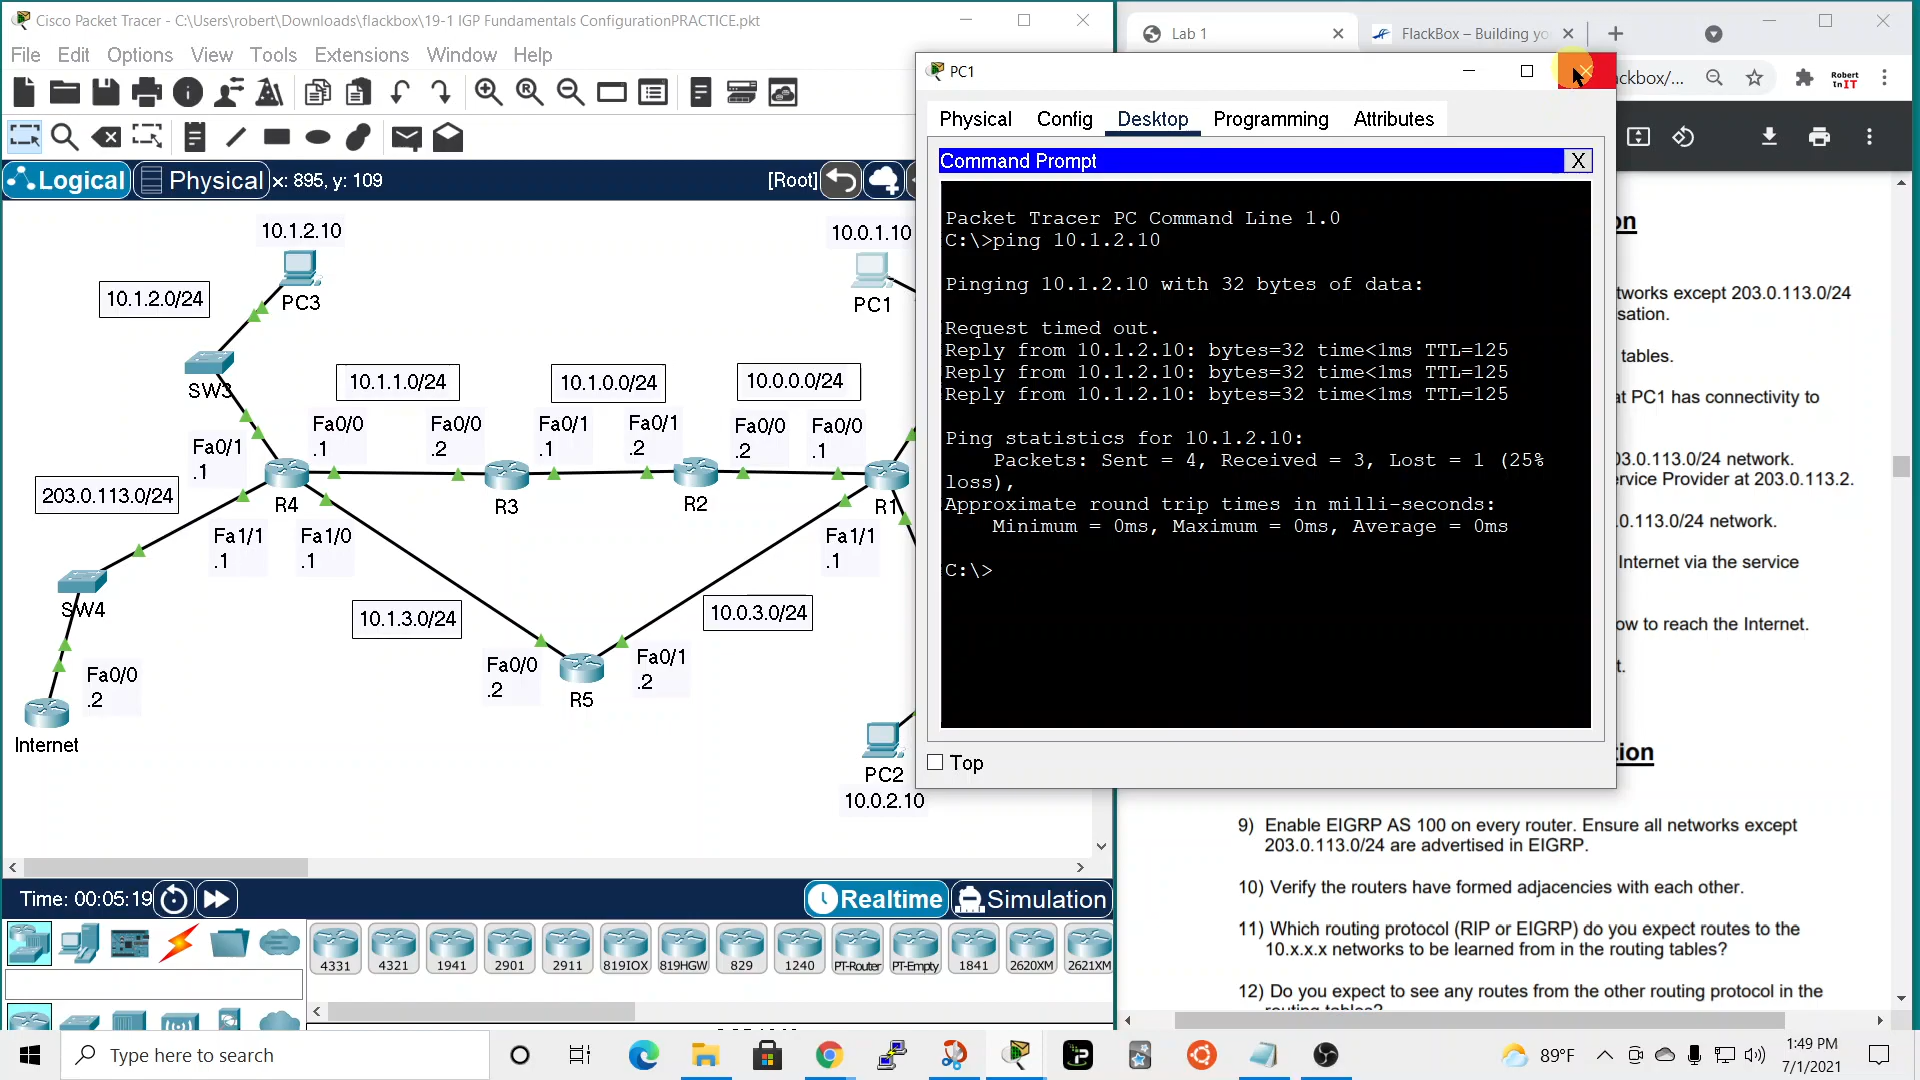 Cisco Packet Tracer - C:\Users\robert\Downloads\flackbox\19-1 IGP Fundamentals ConfigurationPRACTICE.pkt
File Edit Options View Tools Extensions Window Help
Logical Physical x: 895, y: 109 [Root]
10.1.2.10
10.0.1.10
PC3
PC1
10.1.2.0/24
SW3
10.1.1.0/24
10.1.0.0/24
10.0.0.0/24
Fa0/0
.1
Fa0/0
.2
Fa0/1
.1
Fa0/1
.2
Fa0/0
.2
Fa0/0
.1
Fa0/1
.1
203.0.113.0/24
R4
R3
R2
R1
Fa1/1
.1
Fa1/0
.1
Fa1/1
.1
SW4
10.1.3.0/24
10.0.3.0/24
Fa0/0
.2
Fa0/0
.2
Fa0/1
.2
R5
Internet
PC2
10.0.2.10
Time: 00:05:19
Realtime
Simulation
4331 4321 1941 2901 2911 819IOX 819HGW 829 1240 PT-Router PT-Empty 1841 2620XM 2621XM
PC1
Physical Config Desktop Programming Attributes
Command Prompt
X
Packet Tracer PC Command Line 1.0
C:\>ping 10.1.2.10
Pinging 10.1.2.10 with 32 bytes of data:
Request timed out.
Reply from 10.1.2.10: bytes=32 time<1ms TTL=125
Reply from 10.1.2.10: bytes=32 time<1ms TTL=125
Reply from 10.1.2.10: bytes=32 time<1ms TTL=125
Ping statistics for 10.1.2.10:
Packets: Sent = 4, Received = 3, Lost = 1 (25%
loss),
Approximate round trip times in milli-seconds:
Minimum = 0ms, Maximum = 0ms, Average = 0ms
C:\>
Top
Lab 1
FlackBox – Building yo
ckbox/...
Robert
In IT
on
tworks except 203.0.113.0/24
sation.
tables.
at PC1 has connectivity to
03.0.113.0/24 network.
ervice Provider at 203.0.113.2.
.0.113.0/24 network.
Internet via the service
ow to reach the Internet.
t.
tion
9) Enable EIGRP AS 100 on every router. Ensure all networks except
203.0.113.0/24 are advertised in EIGRP.
10) Verify the routers have formed adjacencies with each other.
11) Which routing protocol (RIP or EIGRP) do you expect routes to the
10.x.x.x networks to be learned from in the routing tables?
12) Do you expect to see any routes from the other routing protocol in the
routing tables?
Type here to search
89°F
1:49 PM
7/1/2021